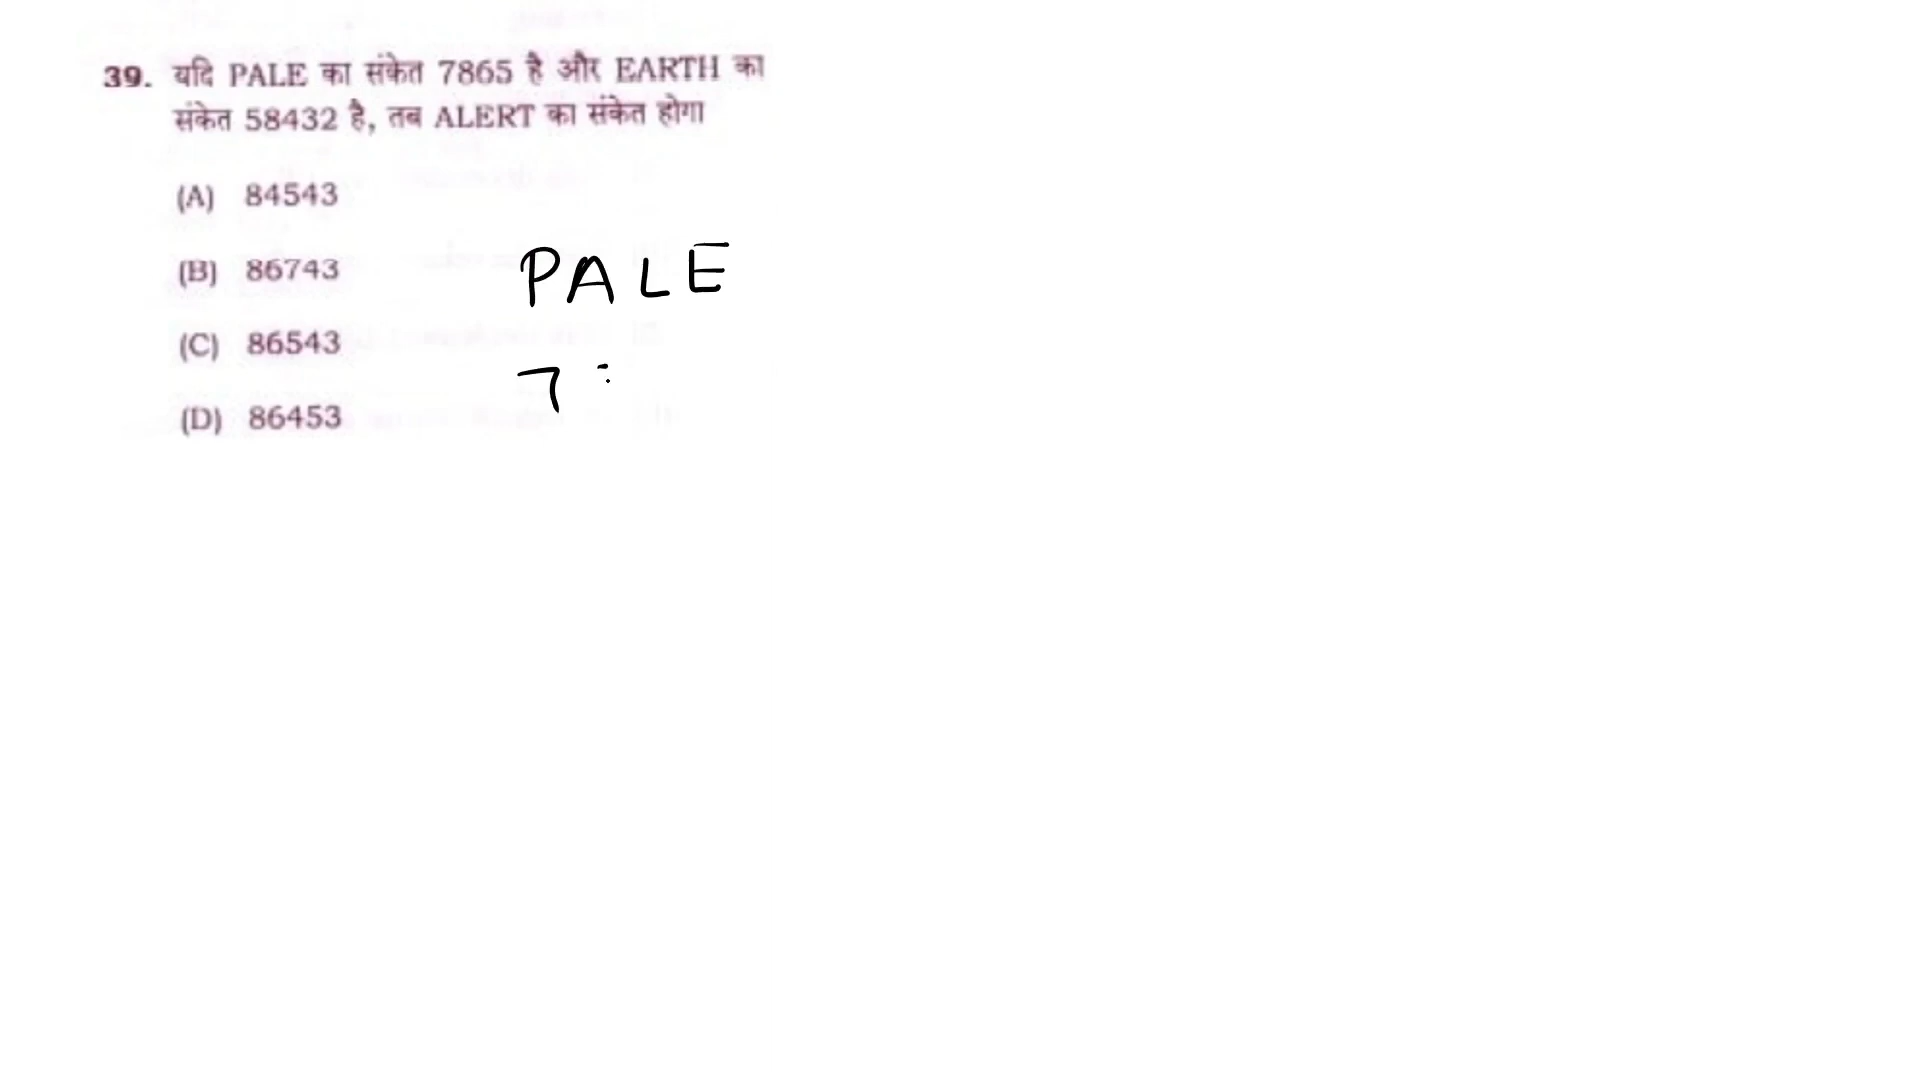 39. यदि PALE का संकेत 7865 है और EARTH का
संकेत 58432 है, तब ALERT का संकेत होगा
(A) 84543
(B) 86743
(C) 86543
(D) 86453
PALE
7